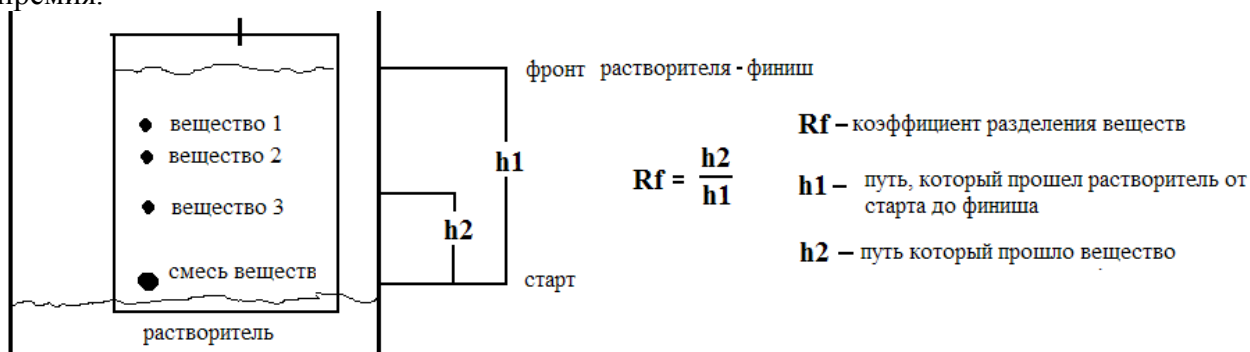 премия.
фронт растворителя - финиш
вещество 1
вещество 2
вещество 3
смесь веществ
растворитель
h1
h2
старт
Rf = h2
h1
Rf – коэффициент разделения веществ
h1 – путь, который прошел растворитель от
старта до финиша
h2 – путь который прошло вещество